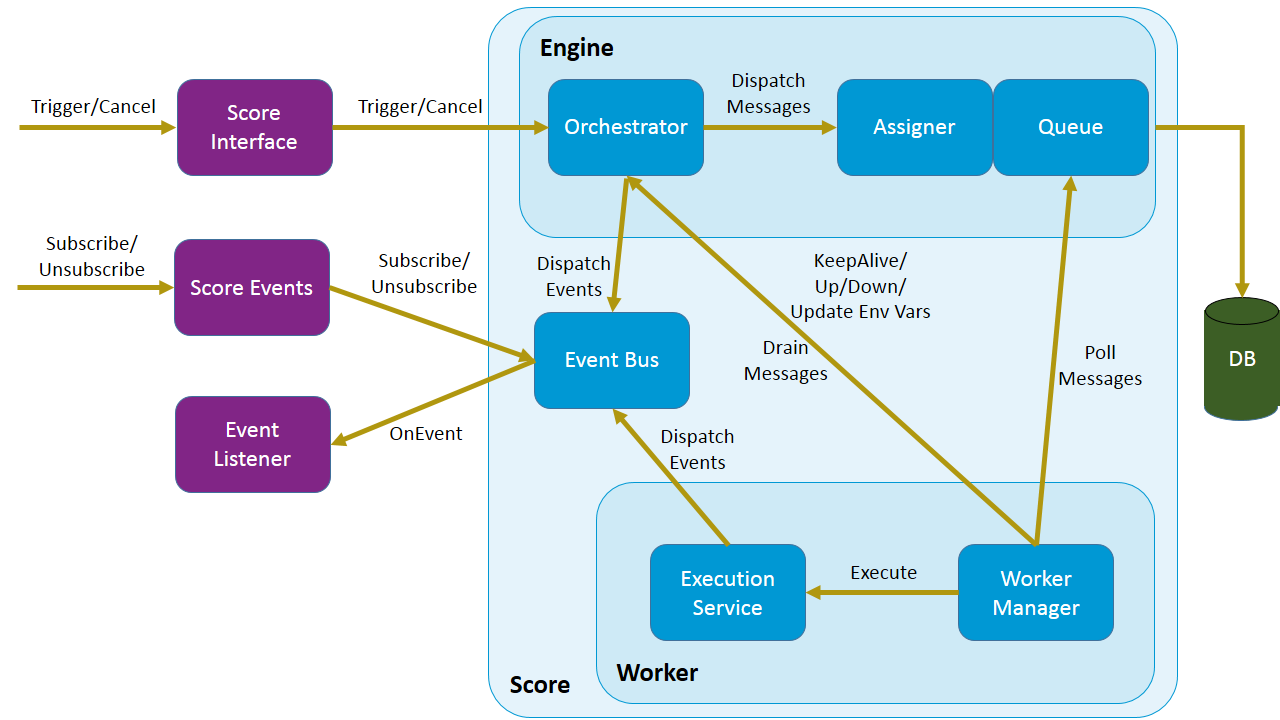 Engine
Trigger/Cancel
Score
Interface
Trigger/Cancel
Orchestrator
Dispatch
Messages
Assigner
Queue
Subscribe/
Unsubscribe
Score Events
Subscribe/
Unsubscribe
Dispatch
Events
KeepAlive/
Up/Down/
Update Env Vars
Drain
Messages
Poll
Messages
DB
Event Bus
Event
Listener
OnEvent
Dispatch
Events
Execution
Service
Execute
Worker
Manager
Worker
Score